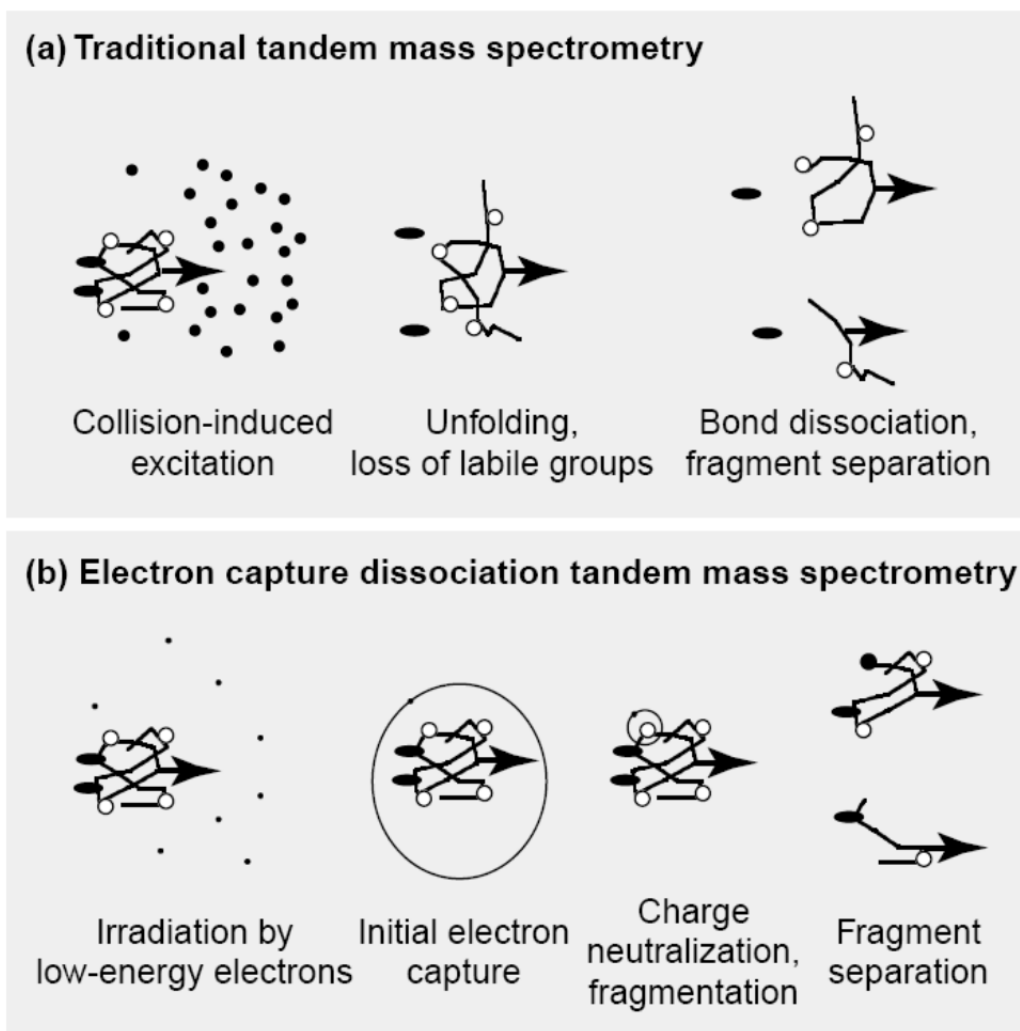 (a) Traditional tandem mass spectrometry
Collision-induced
excitation
Unfolding,
loss of labile groups
Bond dissociation,
fragment separation
(b) Electron capture dissociation tandem mass spectrometry
Irradiation by
low-energy electrons
Initial electron
capture
Charge
neutralization,
fragmentation
Fragment
separation